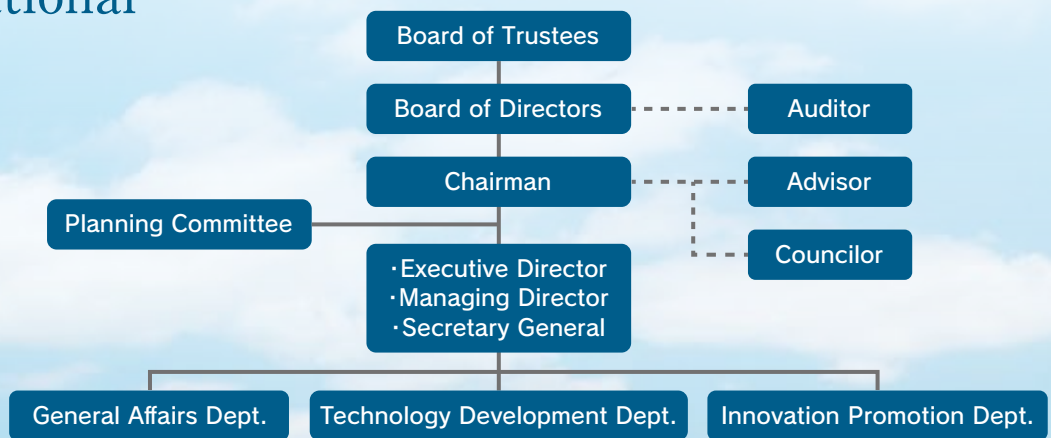 Board of Trustees
Board of Directors
Auditor
Chairman
Advisor
Planning Committee
Councilor
・Executive Director
・Managing Director
・Secretary General
General Affairs Dept.
Technology Development Dept.
Innovation Promotion Dept.